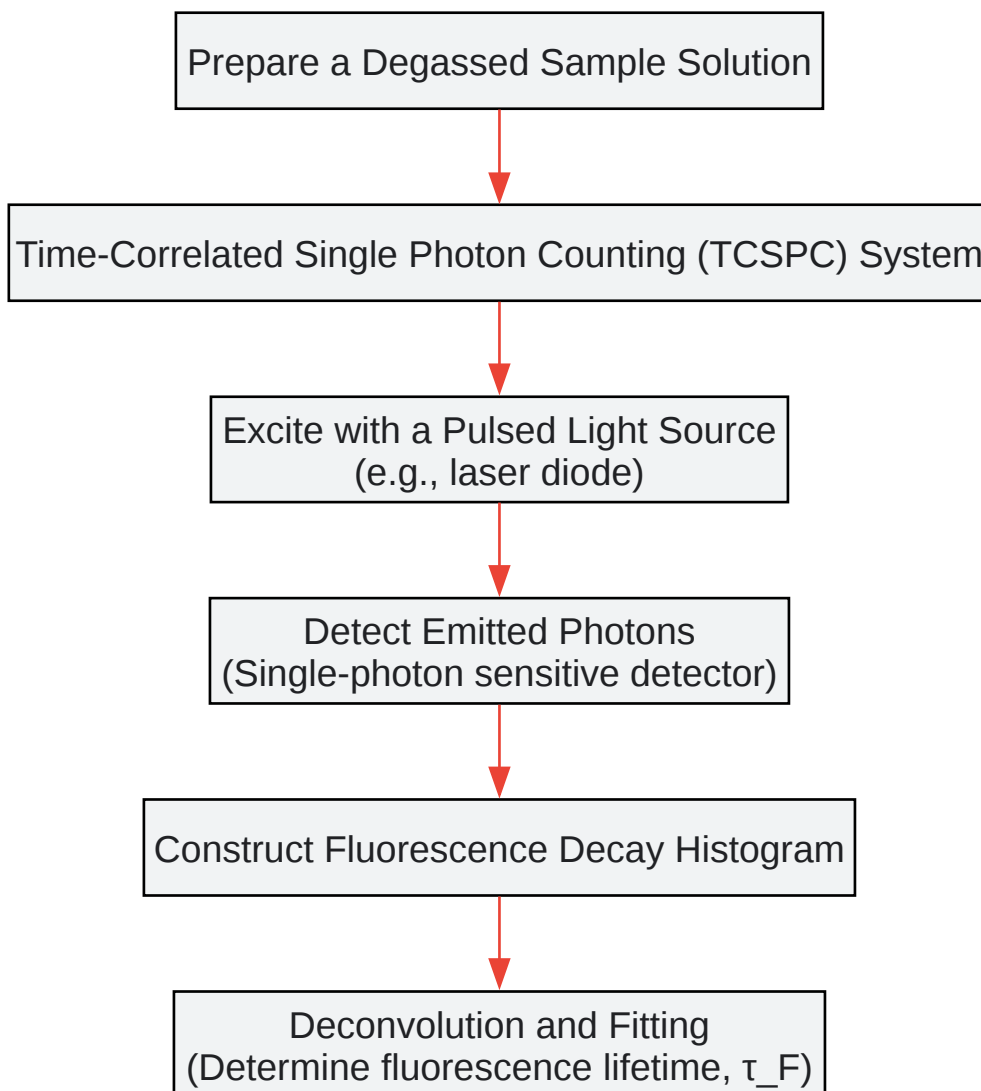 Prepare a Degassed Sample Solution
Time-Correlated Single Photon Counting (TCSPC) System
Excite with a Pulsed Light Source
(e.g., laser diode)
Detect Emitted Photons
(Single-photon sensitive detector)
Construct Fluorescence Decay Histogram
Deconvolution and Fitting
(Determine fluorescence lifetime, τ_F)